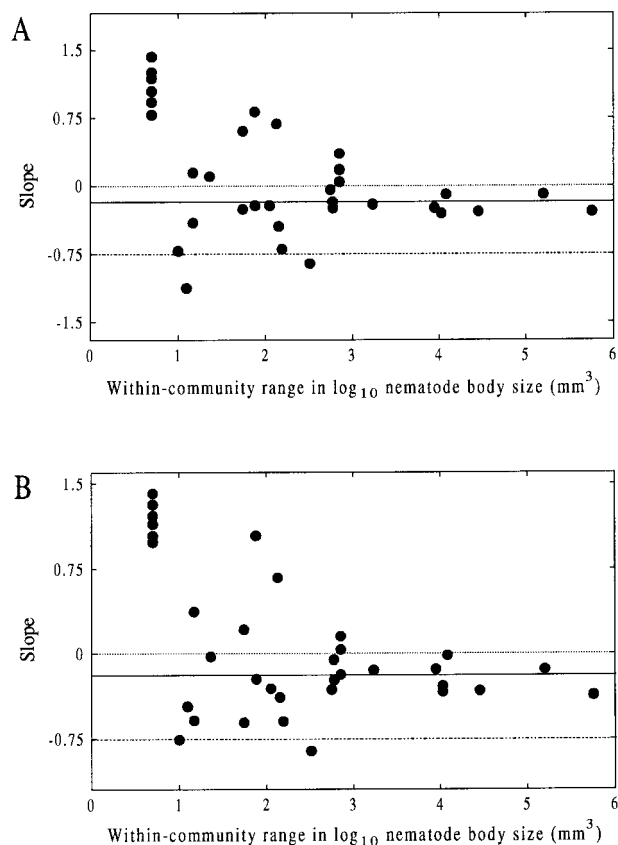 A
1.5
0.75
0
-0.75
-1.5
Slope
0 1 2 3 4 5 6
Within-community range in log10 nematode body size (mm3)
B
1.5
0.75
0
-0.75
Slope
0 1 2 3 4 5 6
Within-community range in log10 nematode body size (mm3)